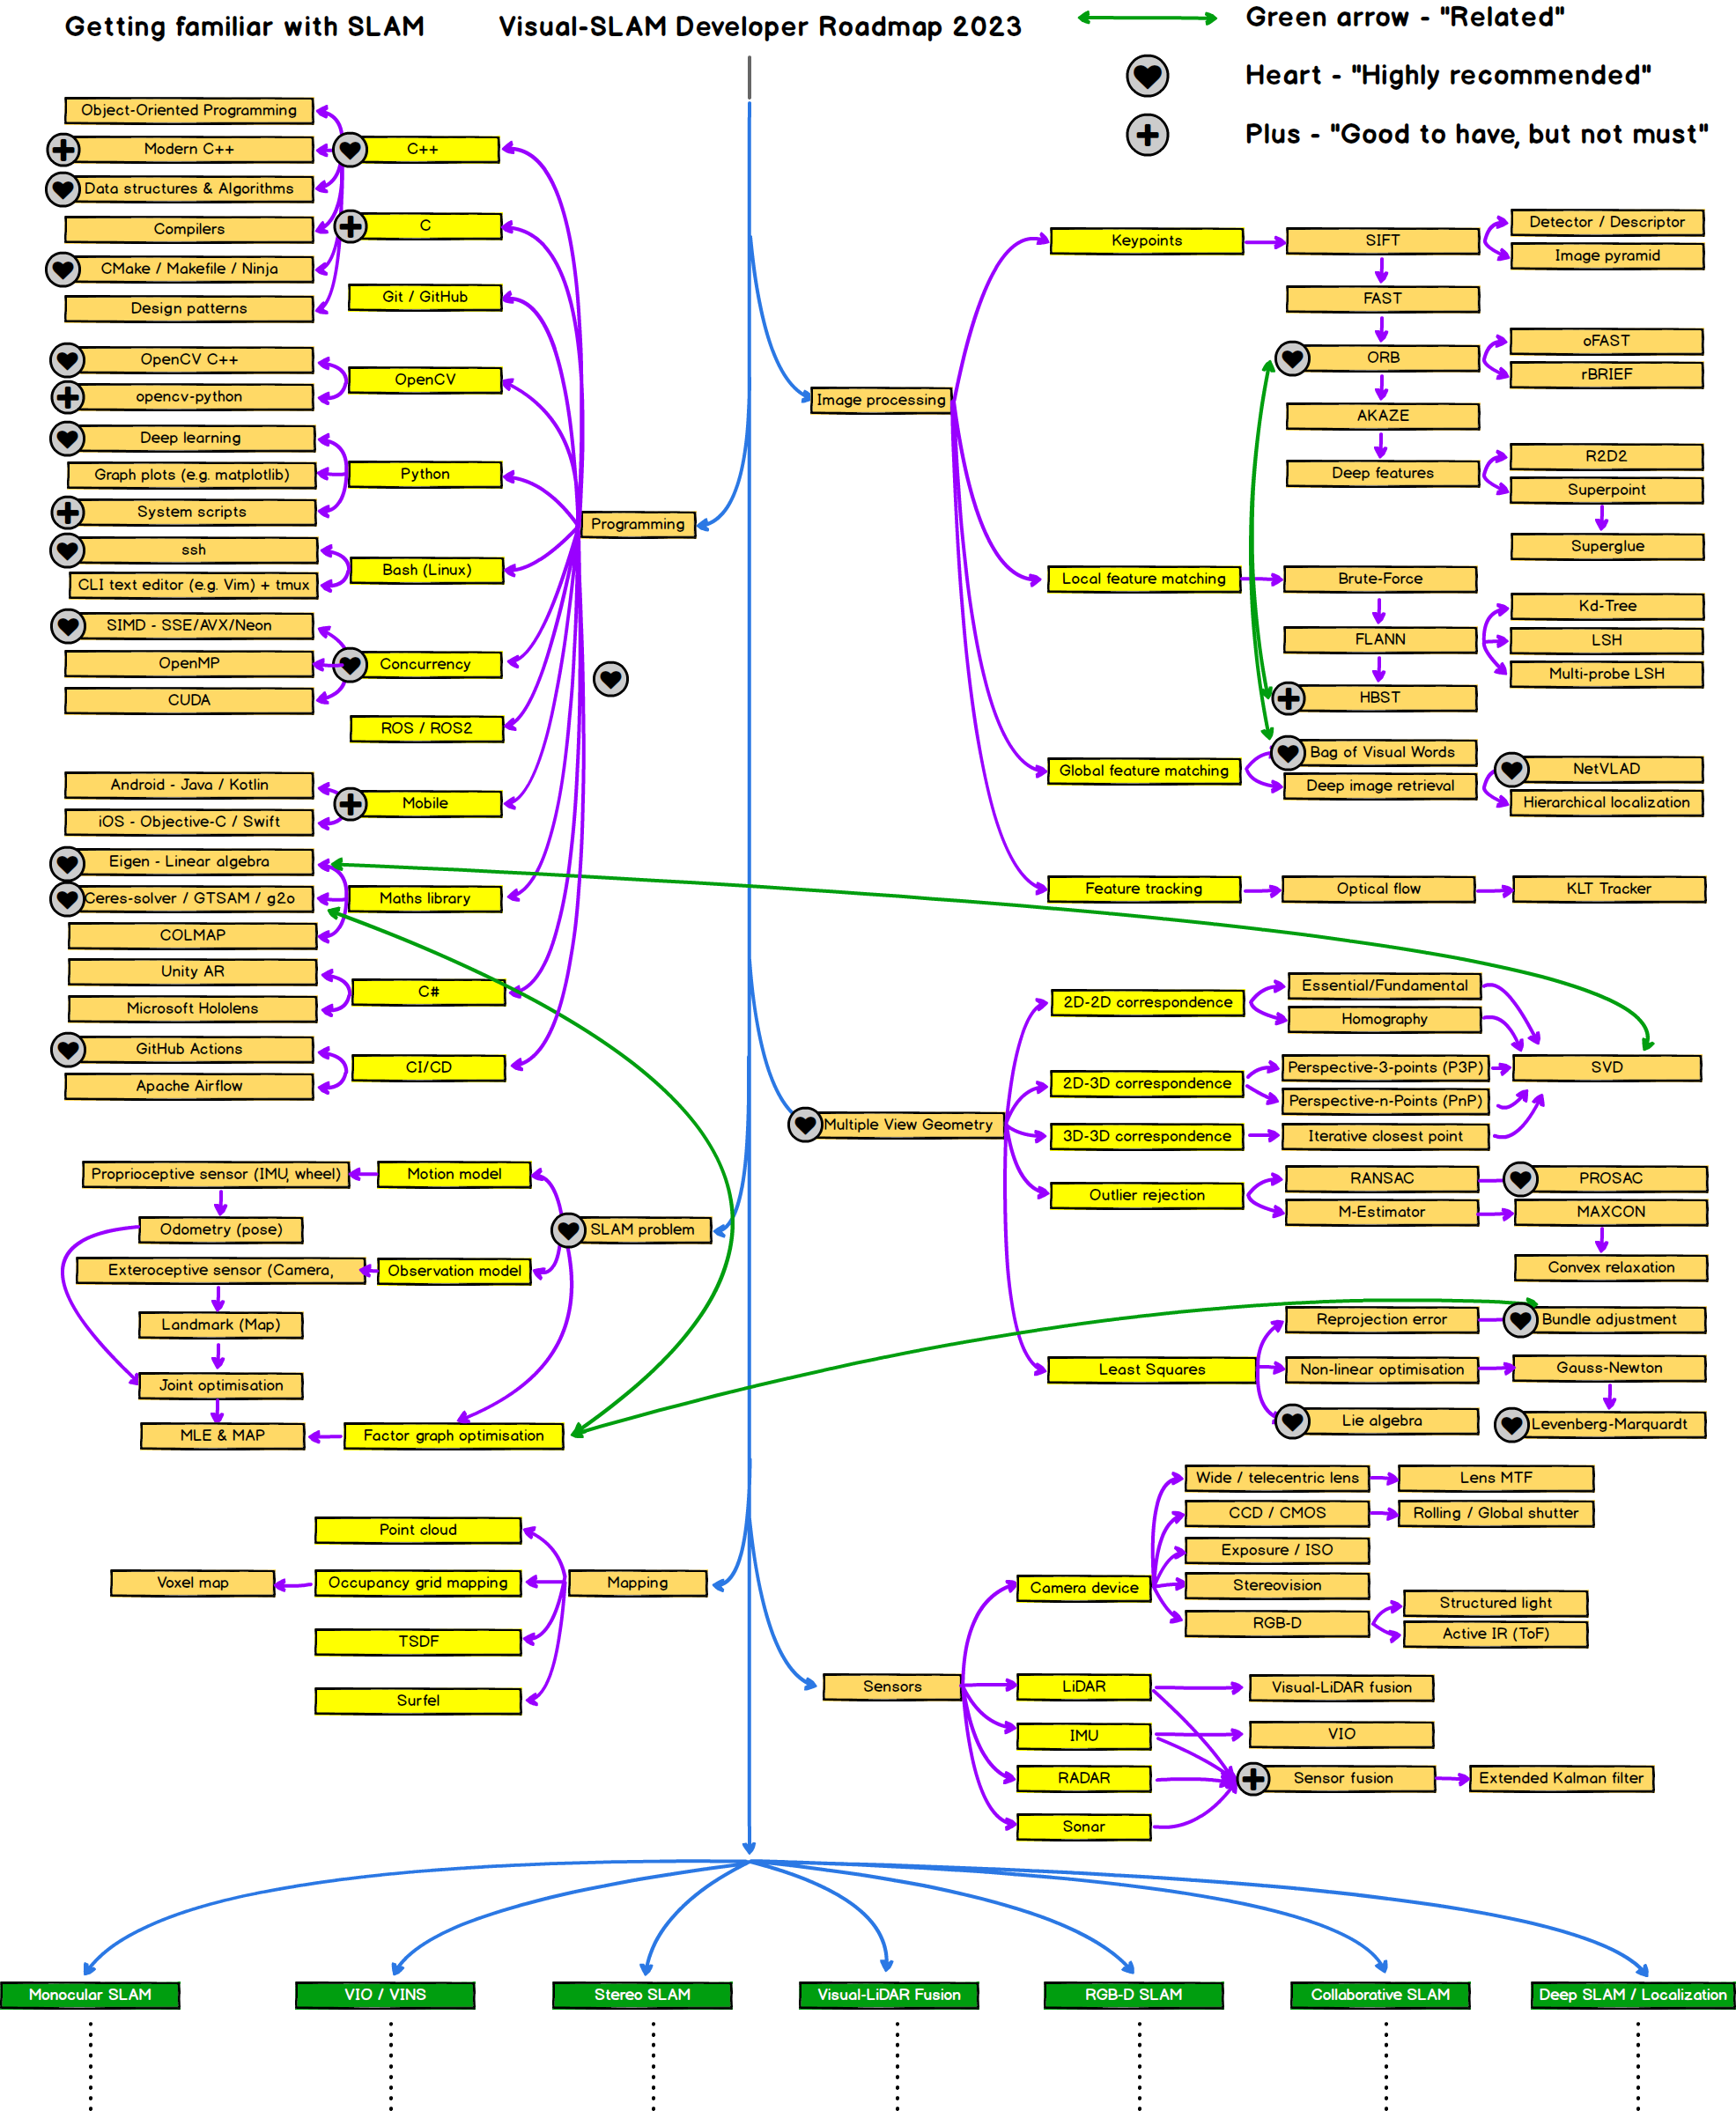 Getting familiar with SLAM
Visual-SLAM Developer Roadmap 2023
Green arrow - "Related"
Heart - "Highly recommended"
Plus - "Good to have, but not must"
Object-Oriented Programming
Modern C++
Data structures & Algorithms
Compilers
CMake / Makefile / Ninja
Design patterns
C++
C
Git / GitHub
OpenCV C++
opencv-python
OpenCV
Deep learning
Graph plots (e.g. matplotlib)
System scripts
Python
ssh
CLI text editor (e.g. Vim) + tmux
Bash (Linux)
SIMD - SSE/AVX/Neon
OpenMP
CUDA
Concurrency
ROS / ROS2
Android - Java / Kotlin
iOS - Objective-C / Swift
Mobile
Eigen - Linear algebra
Ceres-solver / GTSAM / g2o
COLMAP
Maths library
Unity AR
Microsoft Hololens
C#
GitHub Actions
Apache Airflow
CI/CD
Programming
Image processing
Keypoints
SIFT
Detector / Descriptor
Image pyramid
FAST
ORB
oFAST
rBRIEF
AKAZE
Deep features
R2D2
Superpoint
Superglue
Local feature matching
Brute-Force
FLANN
Kd-Tree
LSH
Multi-probe LSH
HBST
Global feature matching
Bag of Visual Words
Deep image retrieval
NetVLAD
Hierarchical localization
Feature tracking
Optical flow
KLT Tracker
Multiple View Geometry
2D-2D correspondence
Essential/Fundamental
Homography
2D-3D correspondence
Perspective-3-points (P3P)
Perspective-n-Points (PnP)
SVD
3D-3D correspondence
Iterative closest point
Outlier rejection
RANSAC
PROSAC
M-Estimator
MAXCON
Convex relaxation
Least Squares
Reprojection error
Bundle adjustment
Non-linear optimisation
Gauss-Newton
Lie algebra
Levenberg-Marquardt
SLAM problem
Motion model
Proprioceptive sensor (IMU, wheel)
Odometry (pose)
Observation model
Exteroceptive sensor (Camera,
Landmark (Map)
Joint optimisation
MLE & MAP
Factor graph optimisation
Mapping
Point cloud
Occupancy grid mapping
Voxel map
TSDF
Surfel
Sensors
Camera device
Wide / telecentric lens
Lens MTF
CCD / CMOS
Rolling / Global shutter
Exposure / ISO
Stereovision
RGB-D
Structured light
Active IR (ToF)
LiDAR
Visual-LiDAR fusion
IMU
VIO
RADAR
Sensor fusion
Extended Kalman filter
Sonar
Monocular SLAM
VIO / VINS
Stereo SLAM
Visual-LiDAR Fusion
RGB-D SLAM
Collaborative SLAM
Deep SLAM / Localization